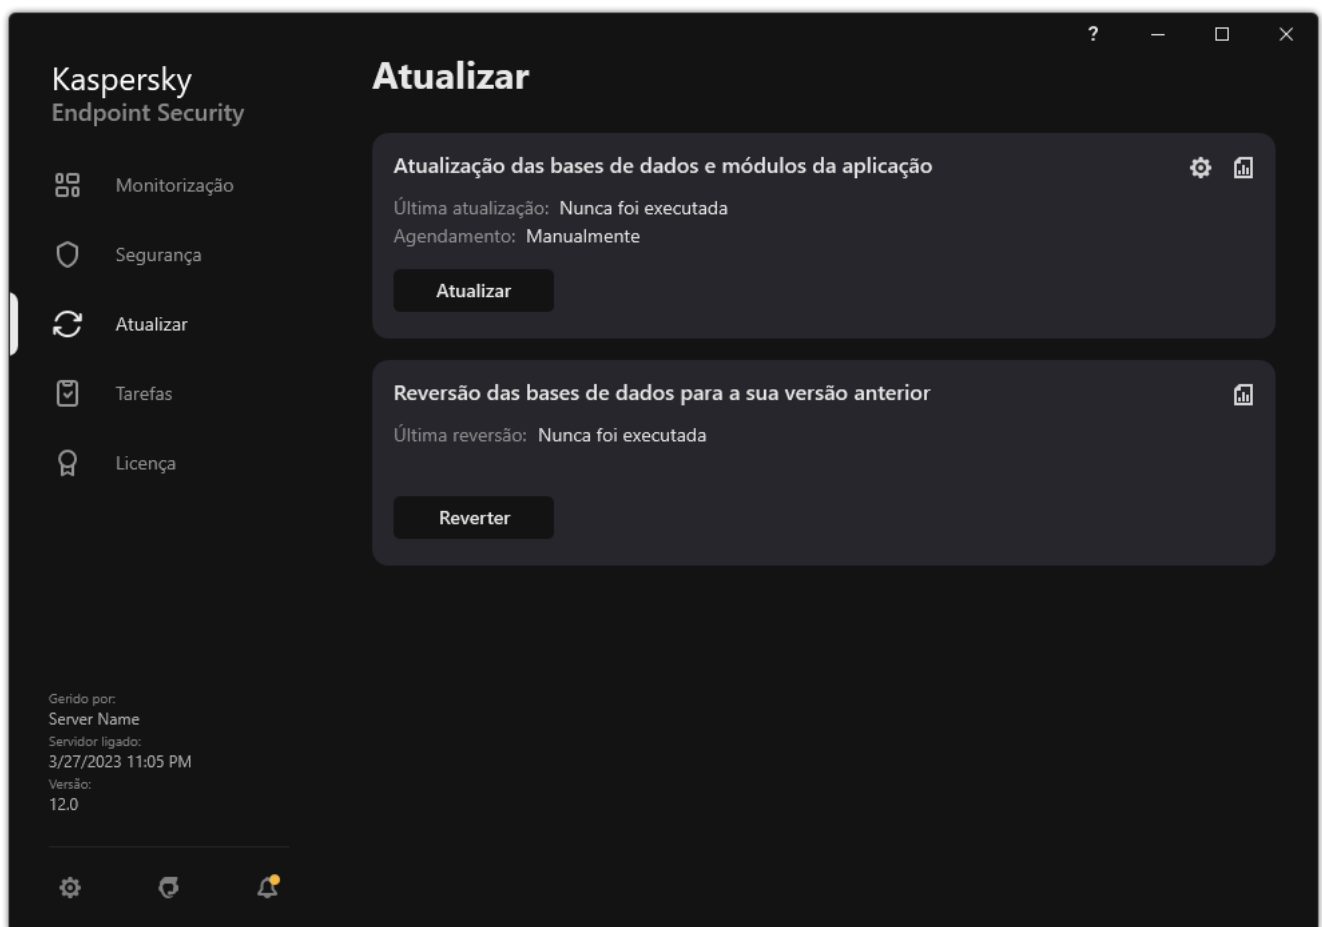 ?
Kaspersky
Endpoint Security
Monitorização
Segurança
Atualizar
Tarefas
Licença
Gerido por:
Server Name
Servidor ligado:
3/27/2023 11:05 PM
Versão:
12.0
Atualizar
Atualização das bases de dados e módulos da aplicação
Última atualização: Nunca foi executada
Agendamento: Manualmente
Atualizar
Reversão das bases de dados para a sua versão anterior
Última reversão: Nunca foi executada
Reverter